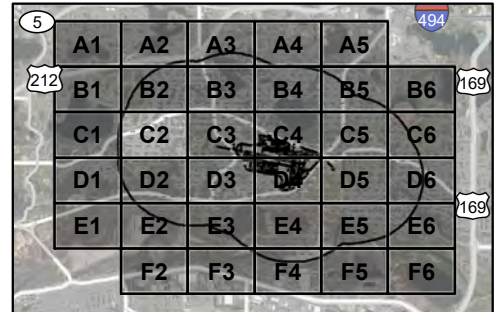 5 494
A1 A2 A3 A4 A5
212 B1 B2 B3 B4 B5 B6 169
C1 C2 C3 C4 C5 C6
D1 D2 D3 D4 D5 D6
169
E1 E2 E3 E4 E5 E6
F2 F3 F4 F5 F6